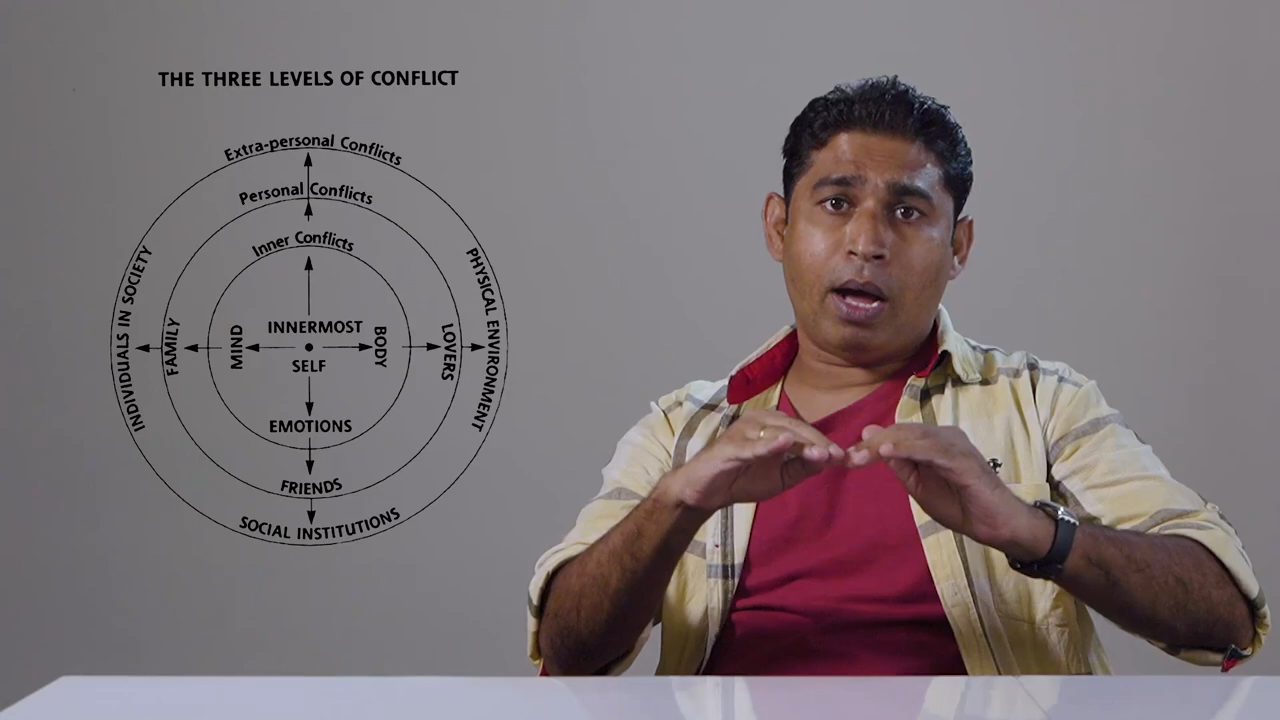 THE THREE LEVELS OF CONFLICT
Extra-personal Conflicts
Personal Conflicts
Inner Conflicts
INDIVIDUALS IN SOCIETY
FAMILY
MIND
INNERMOST
SELF
BODY
LOVERS
PHYSICAL ENVIRONMENT
EMOTIONS
FRIENDS
SOCIAL INSTITUTIONS